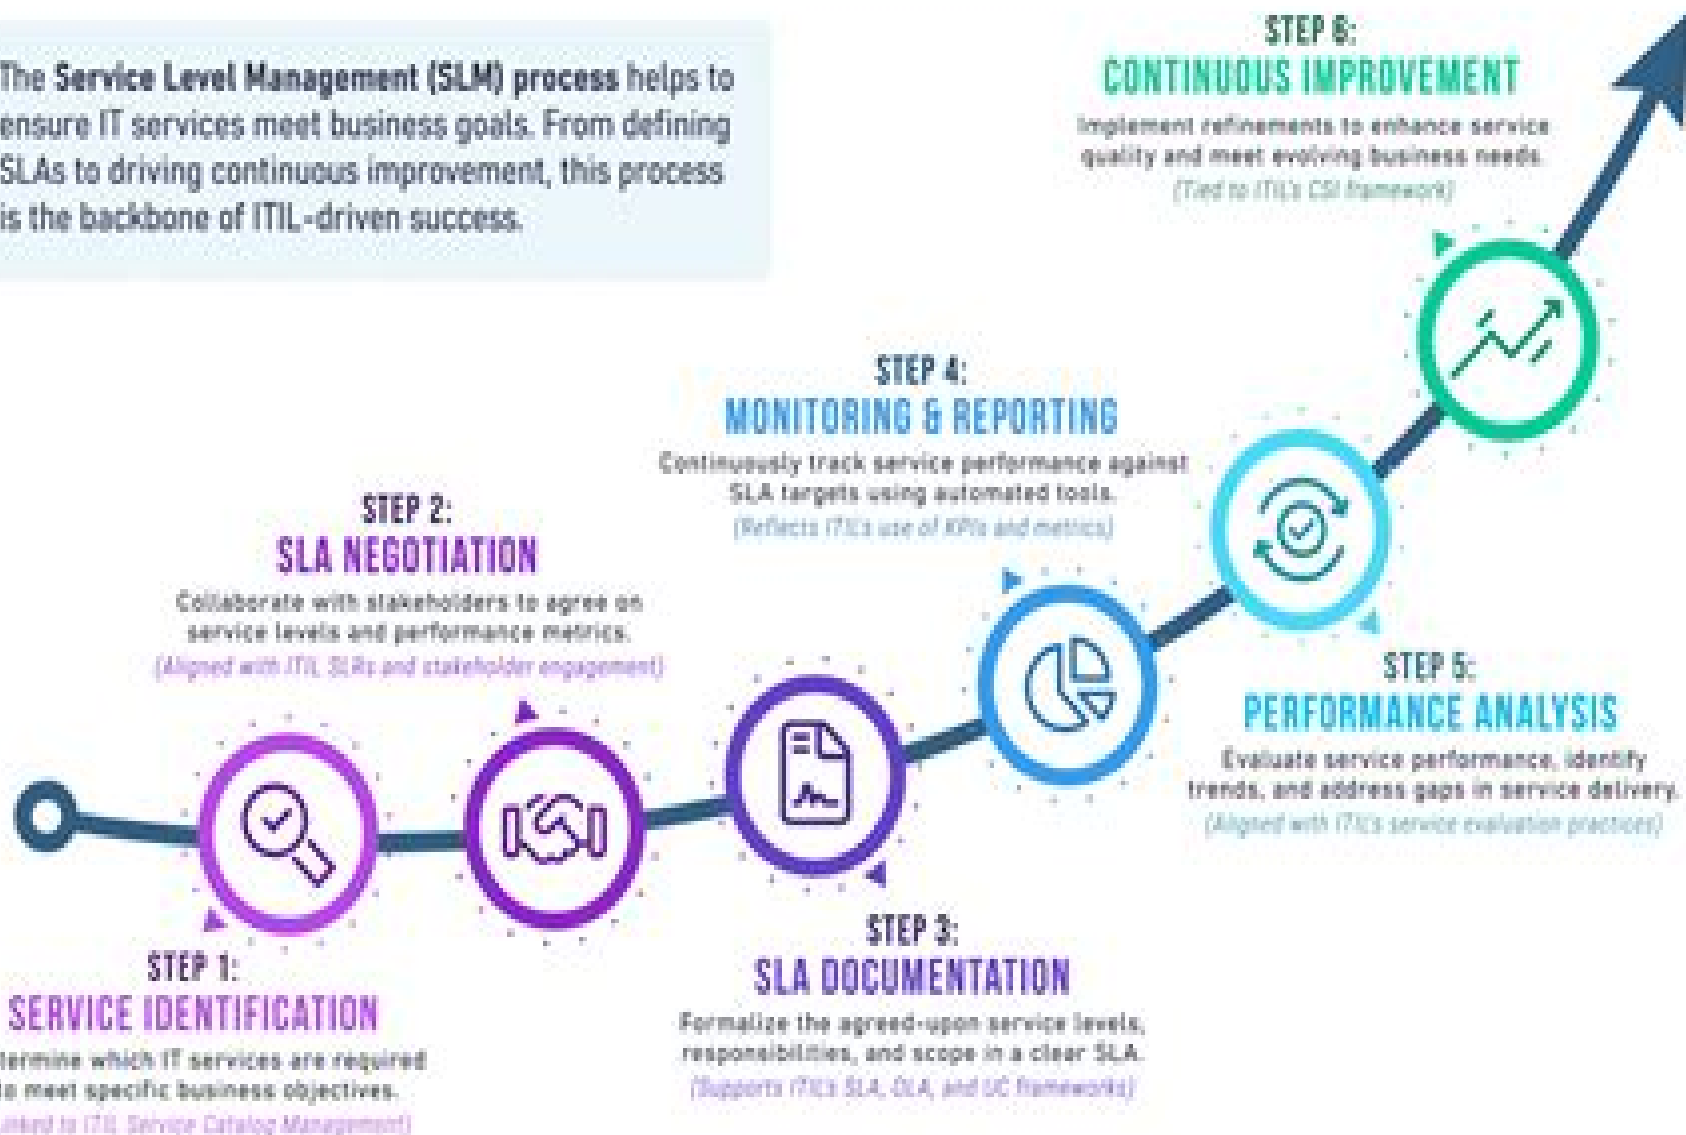 The Service Level Management (SLM) process helps to
ensure IT services meet business goals. From defining
SLAs to driving continuous improvement, this process
is the backbone of ITIL-driven success.
STEP 1:
SERVICE IDENTIFICATION
termine which IT services are required
to meet specific business objectives.
inked to ITIL Service Catalog Management)
STEP 2:
SLA NEGOTIATION
Collaborate with stakeholders to agree on
service levels and performance metrics.
(Aligned with ITIL SLRs and stakeholder engagement)
STEP 3:
SLA DOCUMENTATION
Formalize the agreed-upon service levels,
responsibilities, and scope in a clear SLA.
(Supports ITIL's SLA, OLA, and UC frameworks)
STEP 4:
MONITORING & REPORTING
Continuously track service performance against
SLA targets using automated tools.
(Reflects ITIL's use of KPIs and metrics)
STEP 5:
PERFORMANCE ANALYSIS
Evaluate service performance, identify
trends, and address gaps in service delivery.
(Aligned with ITIL's service evaluation practices)
STEP 6:
CONTINUOUS IMPROVEMENT
Implement refinements to enhance service
quality and meet evolving business needs.
(Tied to ITIL's CSI framework)